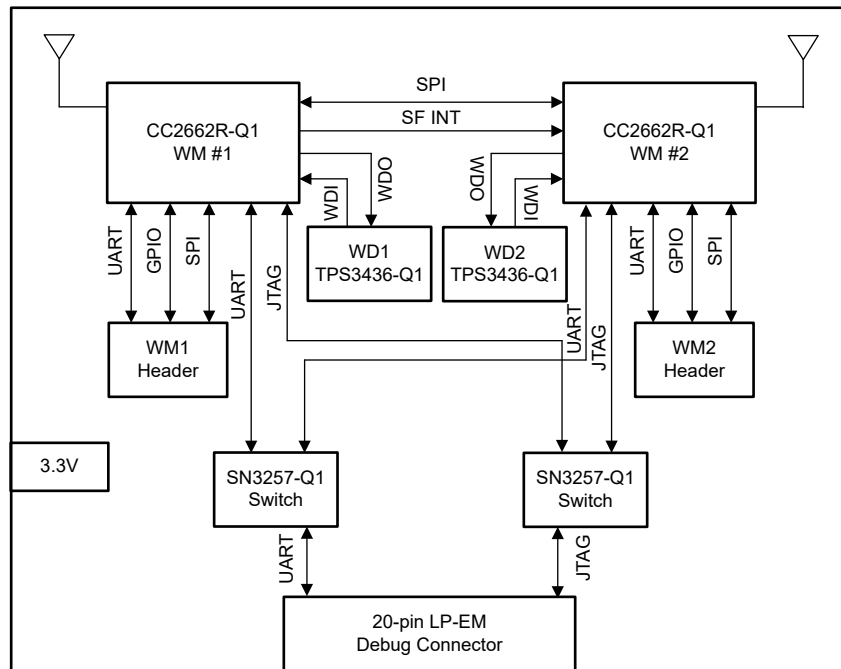 SPI
SF INT
CC2662R-Q1
WM #1
CC2662R-Q1
WM #2
WDO
WDI
WDO
WDI
WD1
TPS3436-Q1
WD2
TPS3436-Q1
UART
GPIO
SPI
UART
JTAG
UART
JTAG
UART
GPIO
SPI
WM1
Header
WM2
Header
3.3V
SN3257-Q1
Switch
SN3257-Q1
Switch
UART
JTAG
20-pin LP-EM
Debug Connector